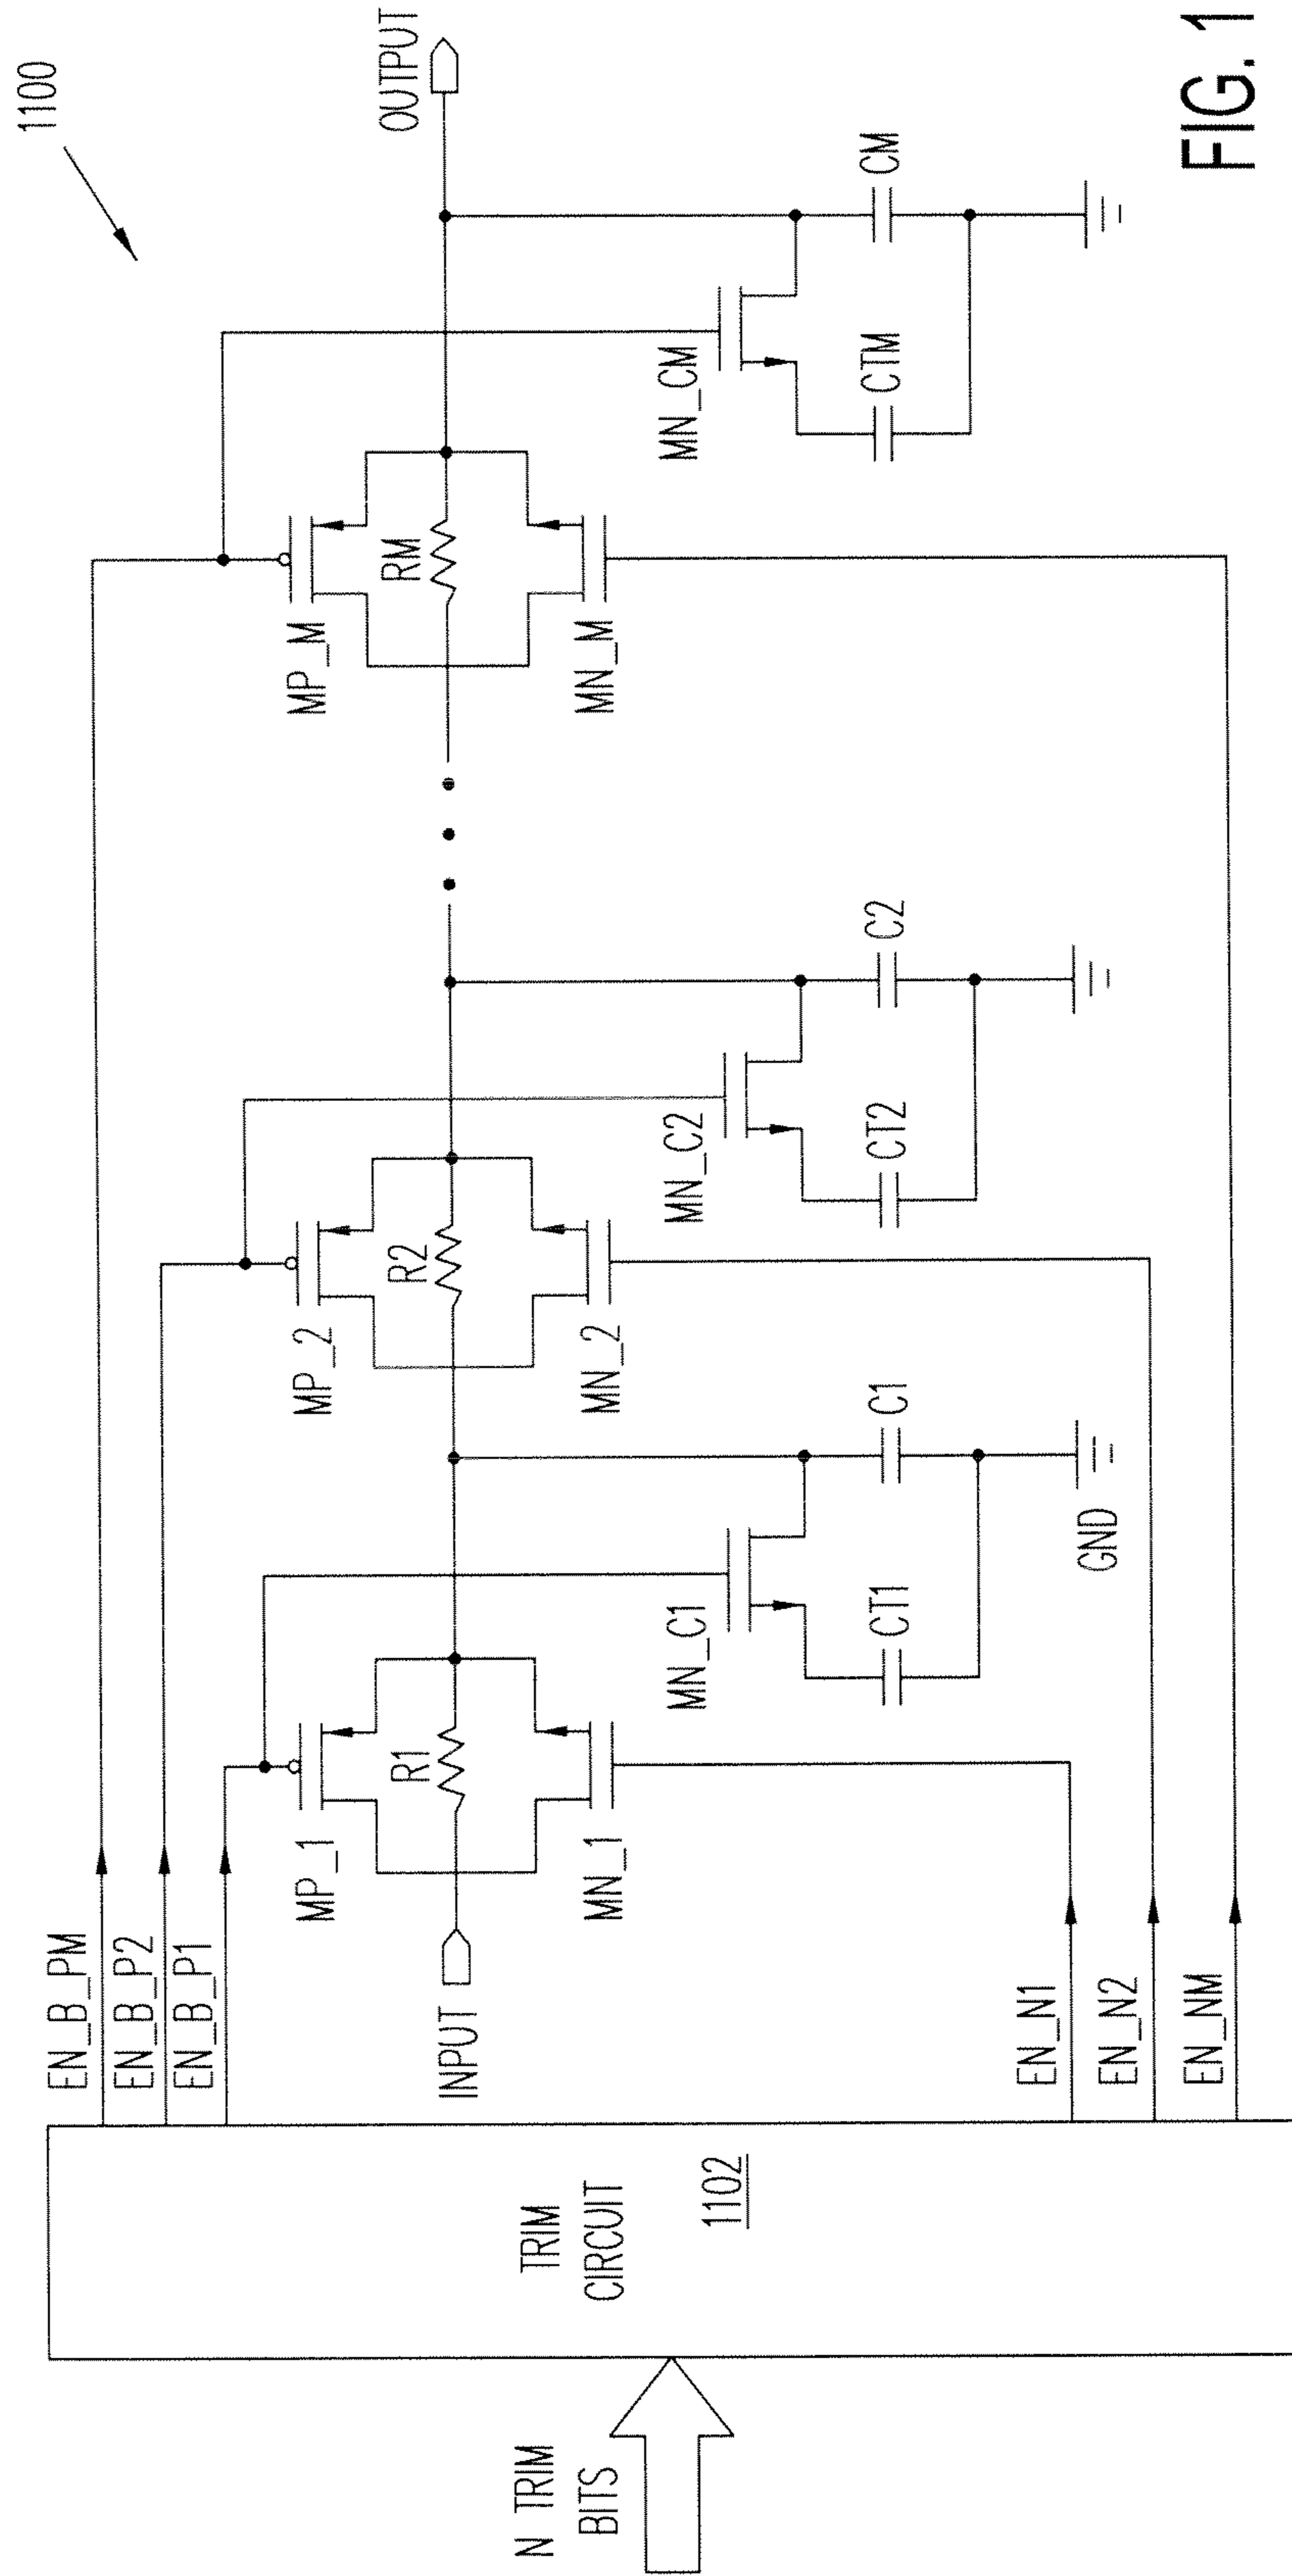 1100
EN_B_PM
EN_B_P2
EN_B_P1
INPUT
OUTPUT
MP_1
R1
MN_1
MP_2
R2
MN_2
MP_M
RM
MN_M
MN_C1
CT1
C1
GND
MN_C2
CT2
C2
MN_CM
CTM
CM
EN_N1
EN_N2
EN_NM
TRIM
CIRCUIT
1102
N TRIM
BITS
FIG. 1